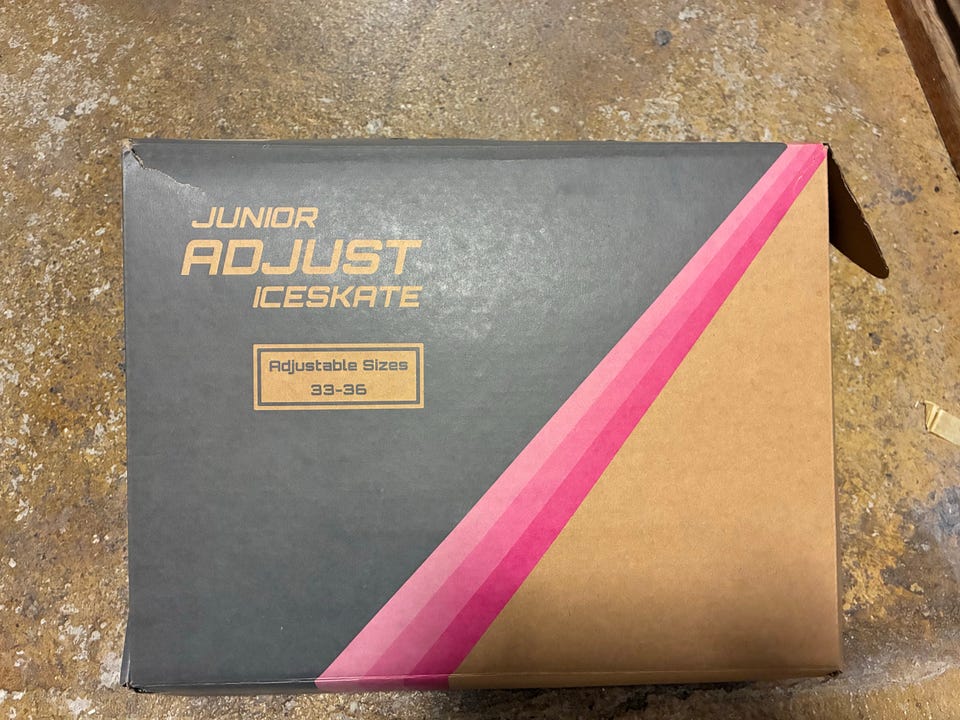 JUNIOR
ADJUST
ICESKATE
Adjustable Sizes
33-36